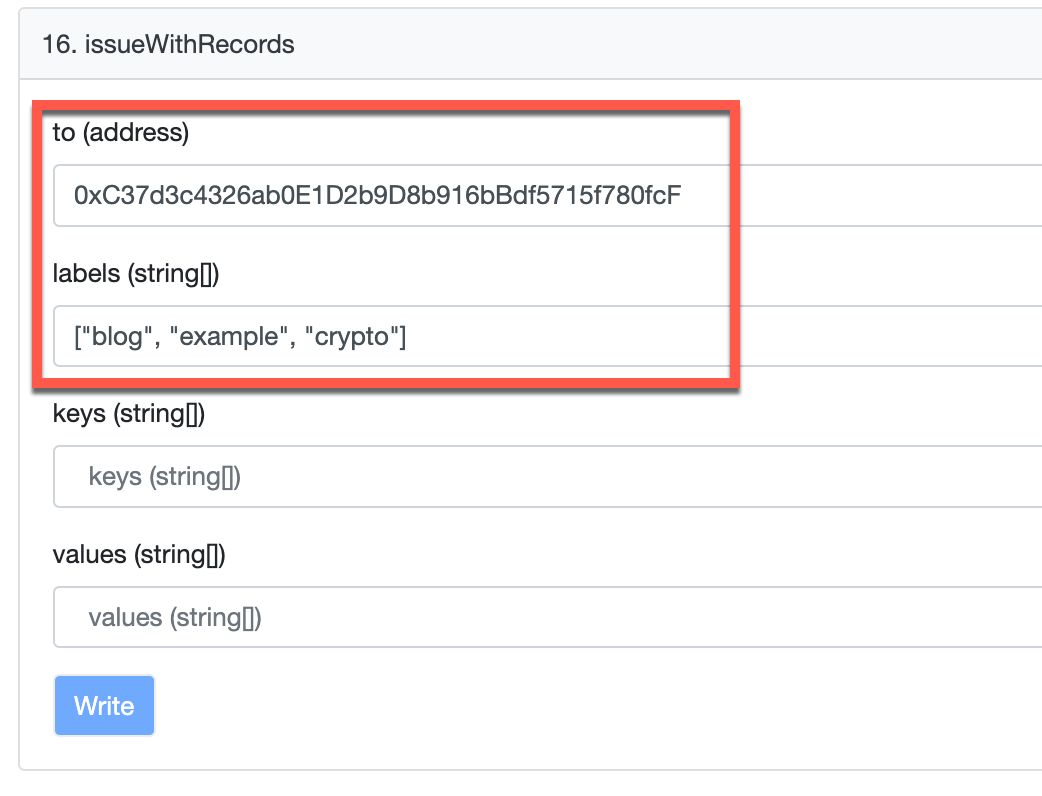 16. issueWithRecords
to (address)
0xC37d3c4326ab0E1D2b9D8b916bBdf5715f780fcF
labels (string[])
["blog", "example", "crypto"]
keys (string[])
keys (string[])
values (string[])
values (string[])
Write